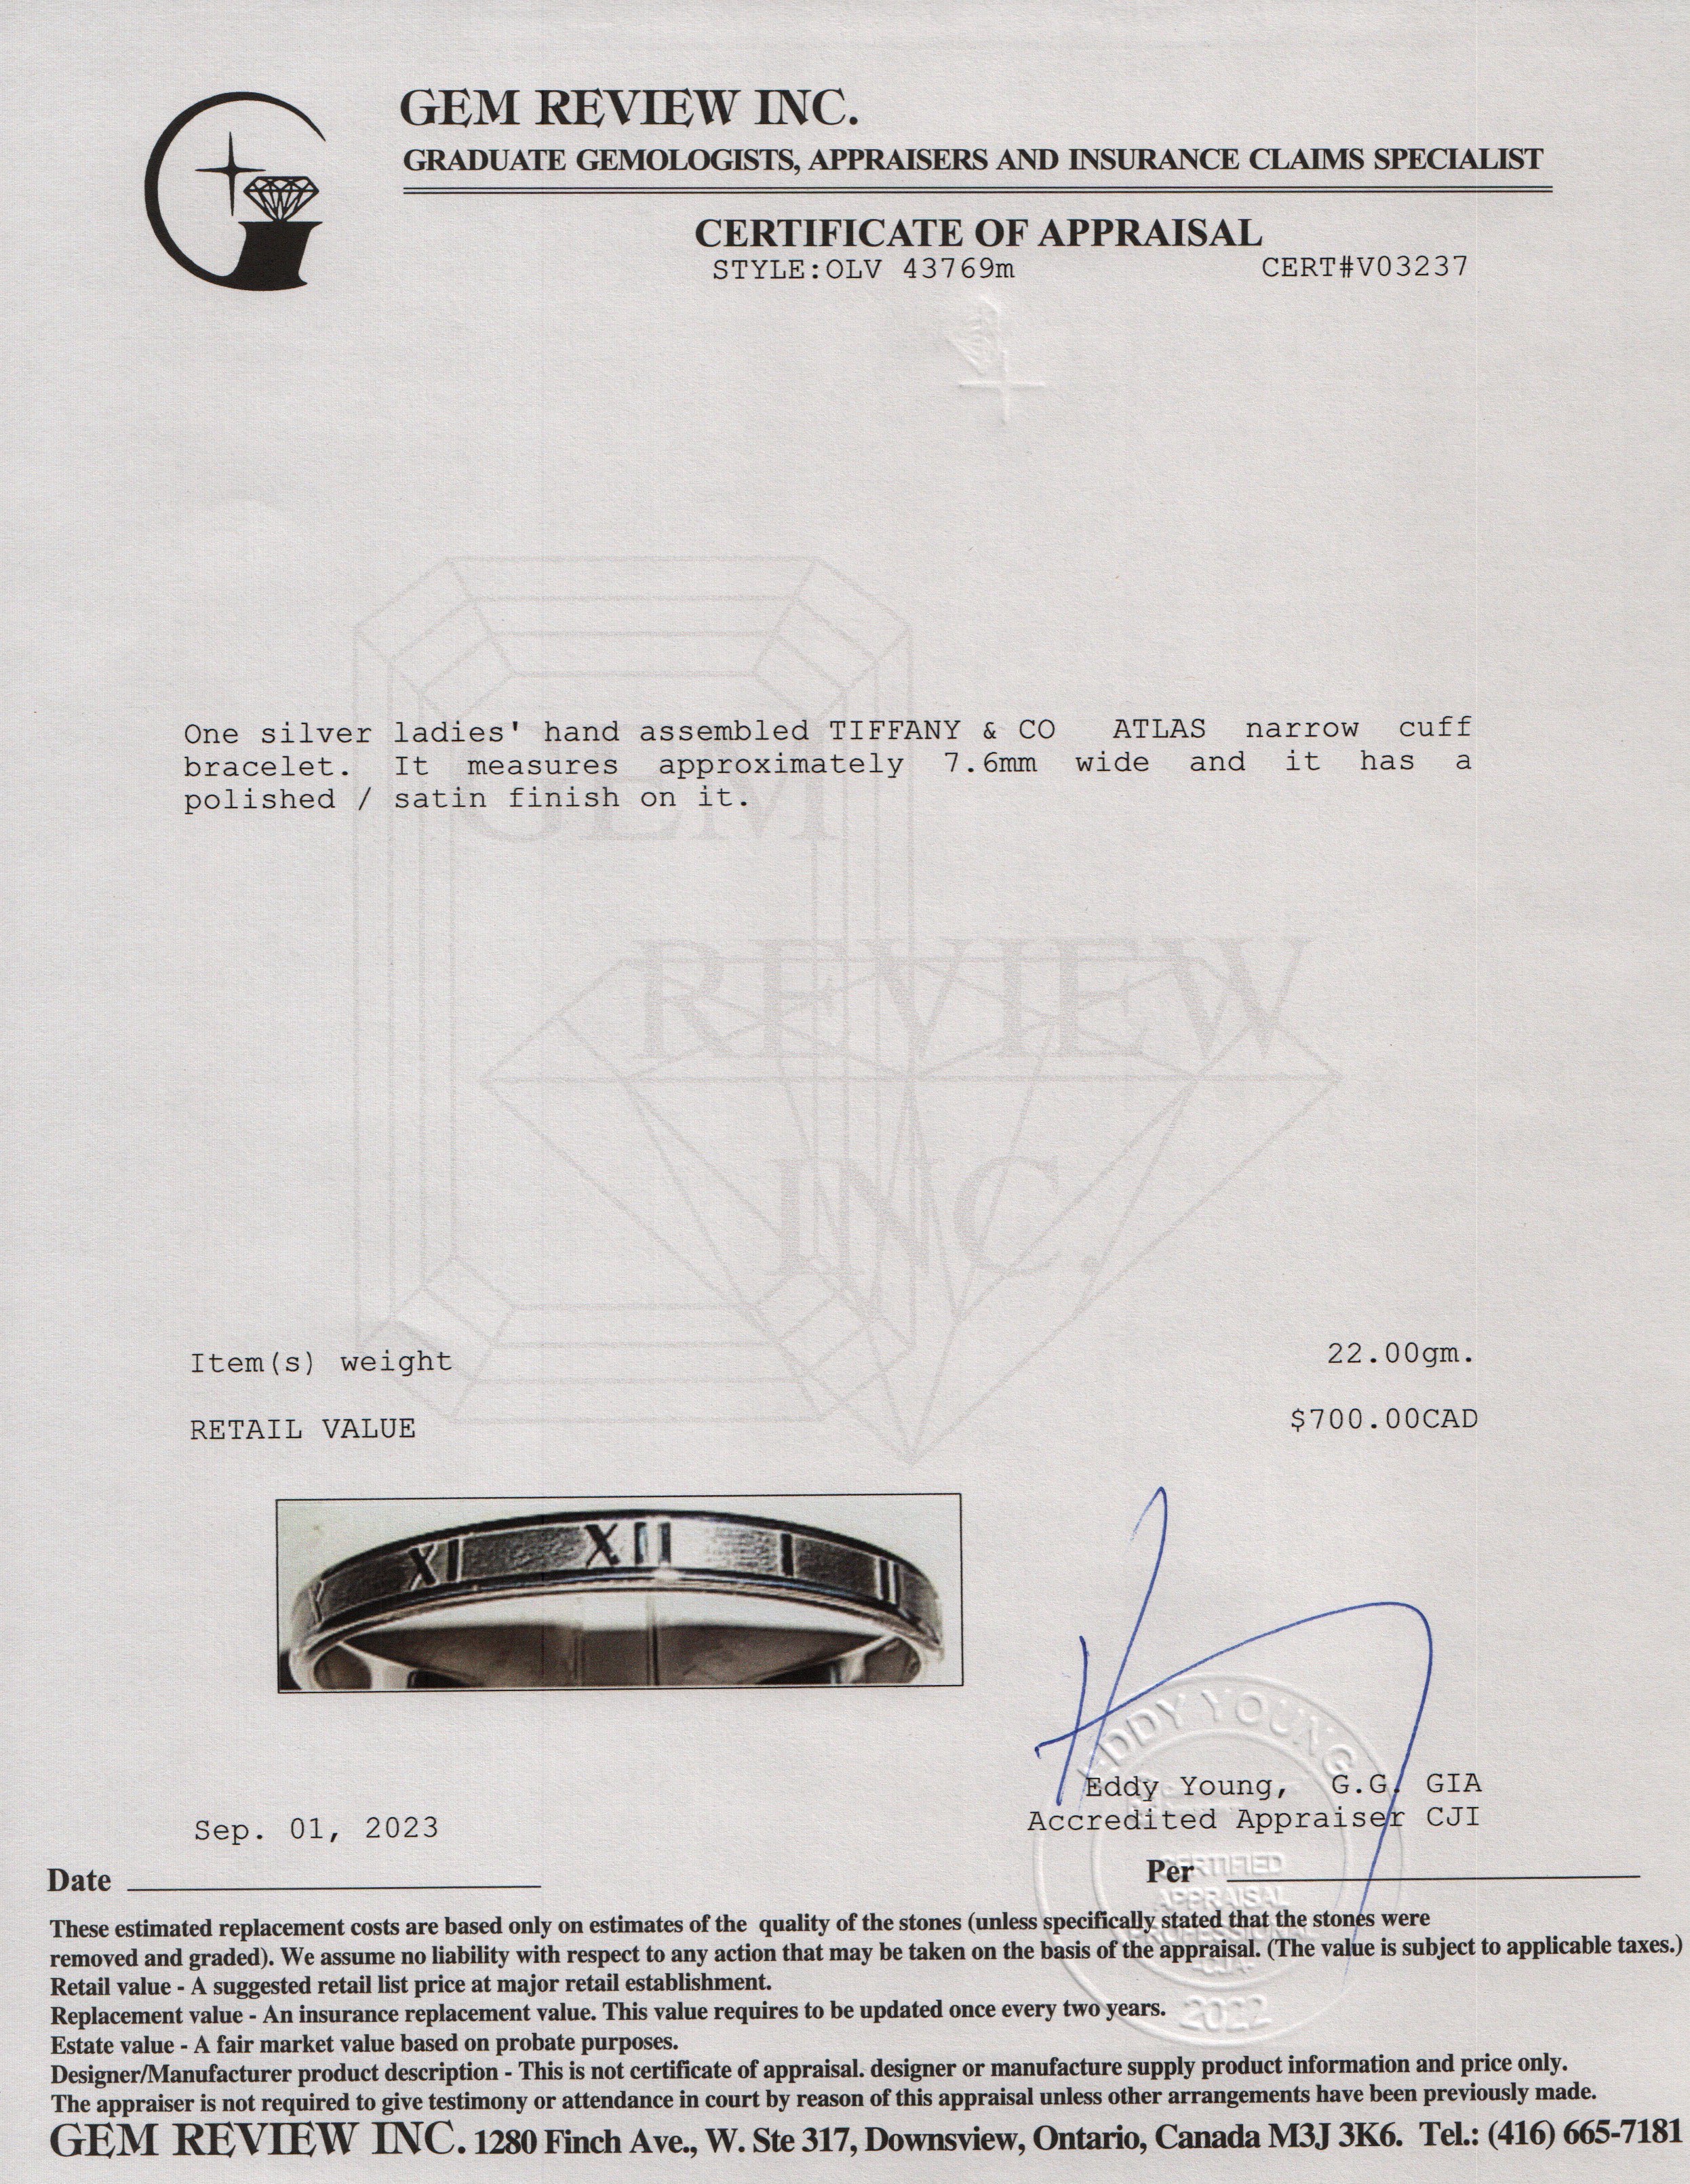 GEM REVIEW INC.
GRADUATE GEMOLOGISTS, APPRAISERS AND INSURANCE CLAIMS SPECIALIST
CERTIFICATE OF APPRAISAL
STYLE:OLV 43769m CERT#V03237
One silver ladies' hand assembled TIFFANY & CO ATLAS narrow cuff
bracelet. It measures approximately 7.6mm wide and it has a
polished / satin finish on it.
GEM
REVIEW
INC.
Item(s) weight 22.00gm.
RETAIL VALUE $700.00CAD
XI XII I II
EDDY YOUNG
Eddy Young, G.G. GIA
Accredited Appraiser CJI
Sep. 01, 2023
Date
Per
CERTIFIED
APPRAISAL
PROFESSIONAL
2022
These estimated replacement costs are based only on estimates of the quality of the stones (unless specifically stated that the stones were
removed and graded). We assume no liability with respect to any action that may be taken on the basis of the appraisal. (The value is subject to applicable taxes.)
Retail value - A suggested retail list price at major retail establishment.
Replacement value - An insurance replacement value. This value requires to be updated once every two years.
Estate value - A fair market value based on probate purposes.
Designer/Manufacturer product description - This is not certificate of appraisal. designer or manufacture supply product information and price only.
The appraiser is not required to give testimony or attendance in court by reason of this appraisal unless other arrangements have been previously made.
GEM REVIEW INC. 1280 Finch Ave., W. Ste 317, Downsview, Ontario, Canada M3J 3K6. Tel.: (416) 665-7181